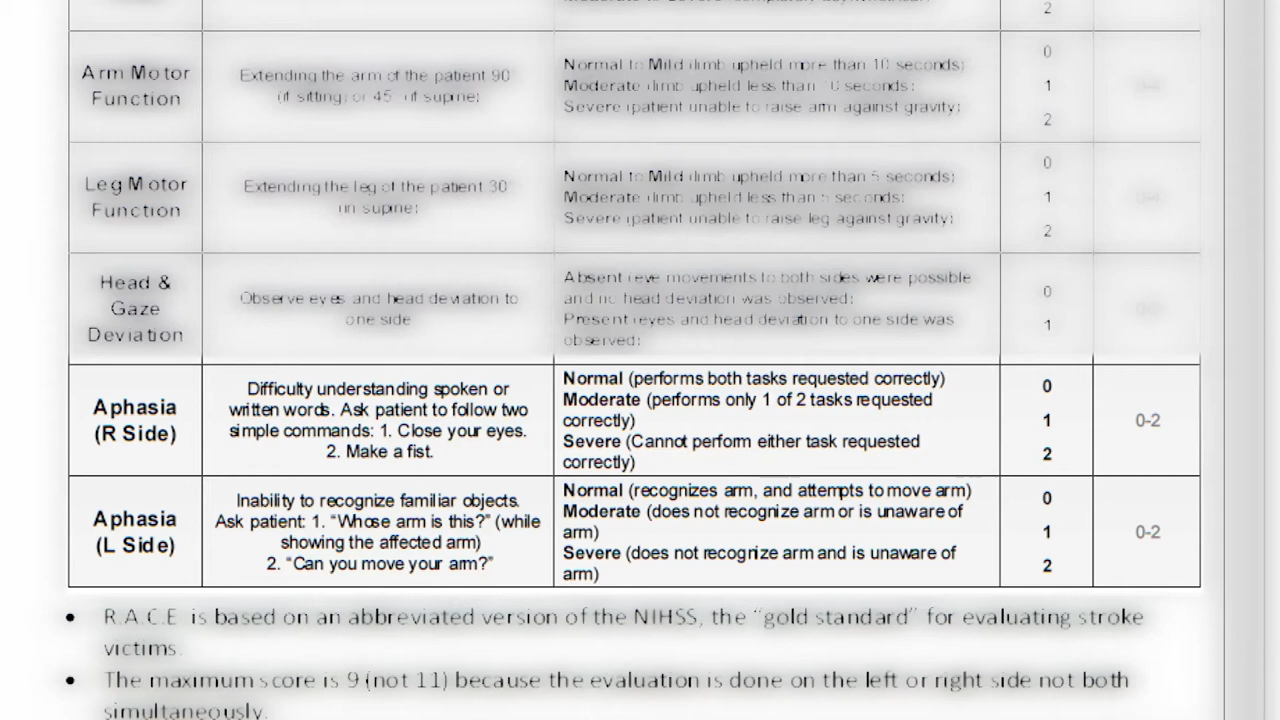 2
Arm Motor
Function
Extending the arm of the patient 90
(if sitting) or 45 (if supine)
Normal to Mild (limb upheld more than 10 seconds)
Moderate (limb upheld less than 10 seconds)
Severe (patient unable to raise arm against gravity)
0
1
2
Leg Motor
Function
Extending the leg of the patient 30
(in supine)
Normal to Mild (limb upheld more than 5 seconds)
Moderate (limb upheld less than 5 seconds)
Severe (patient unable to raise leg against gravity)
0
1
2
Head &
Gaze
Deviation
Observe eyes and head deviation to
one side
Absent (eye movements to both sides were possible
and no head deviation was observed)
Present (eyes and head deviation to one side was
observed)
0
1
Aphasia
(R Side)
Difficulty understanding spoken or
written words. Ask patient to follow two
simple commands: 1. Close your eyes.
2. Make a fist.
Normal (performs both tasks requested correctly)
Moderate (performs only 1 of 2 tasks requested
correctly)
Severe (Cannot perform either task requested
correctly)
0
1
2
0-2
Aphasia
(L Side)
Inability to recognize familiar objects.
Ask patient: 1. “Whose arm is this?” (while
showing the affected arm)
2. “Can you move your arm?”
Normal (recognizes arm, and attempts to move arm)
Moderate (does not recognize arm or is unaware of
arm)
Severe (does not recognize arm and is unaware of
arm)
0
1
2
0-2
• R.A.C.E is based on an abbreviated version of the NIHSS, the “gold standard” for evaluating stroke
victims.
• The maximum score is 9 (not 11) because the evaluation is done on the left or right side not both
simultaneously.